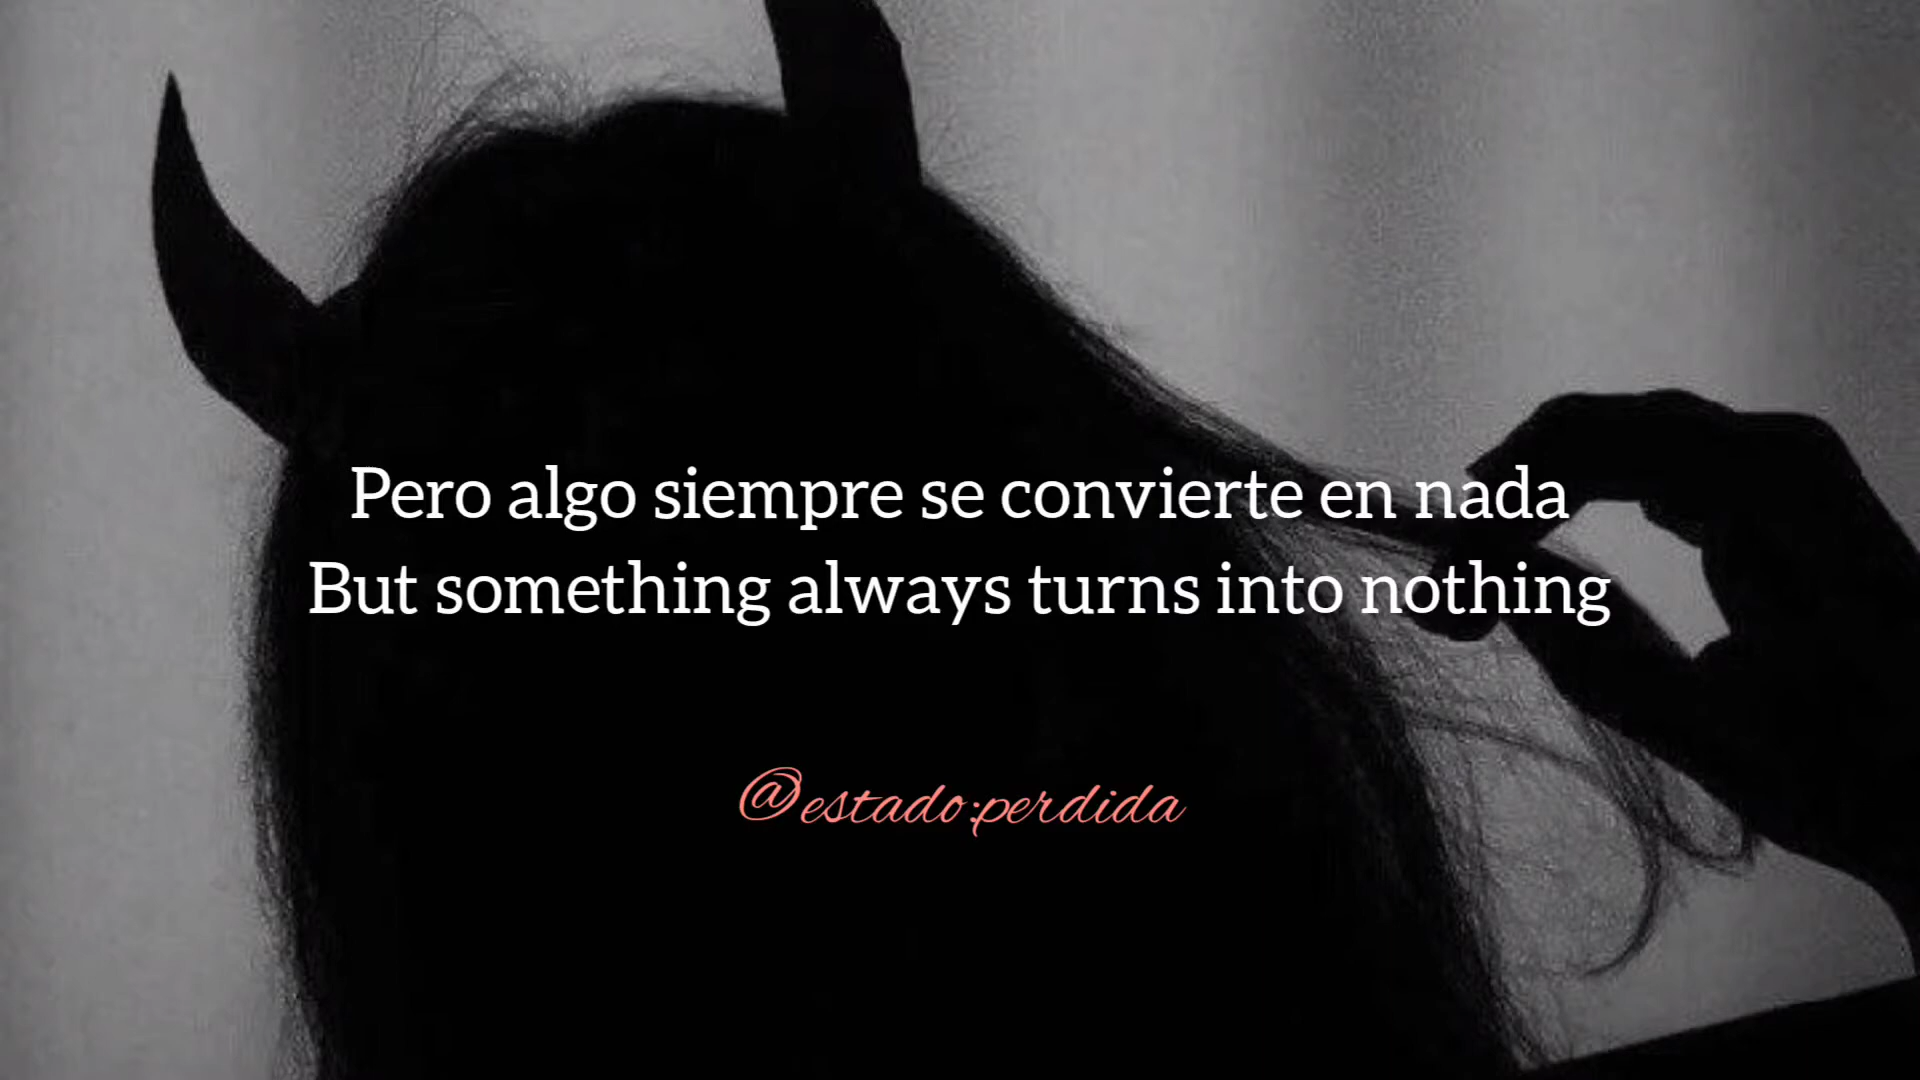 Pero algo siempre se convierte en nada
But something always turns into nothing
@estado:perdida